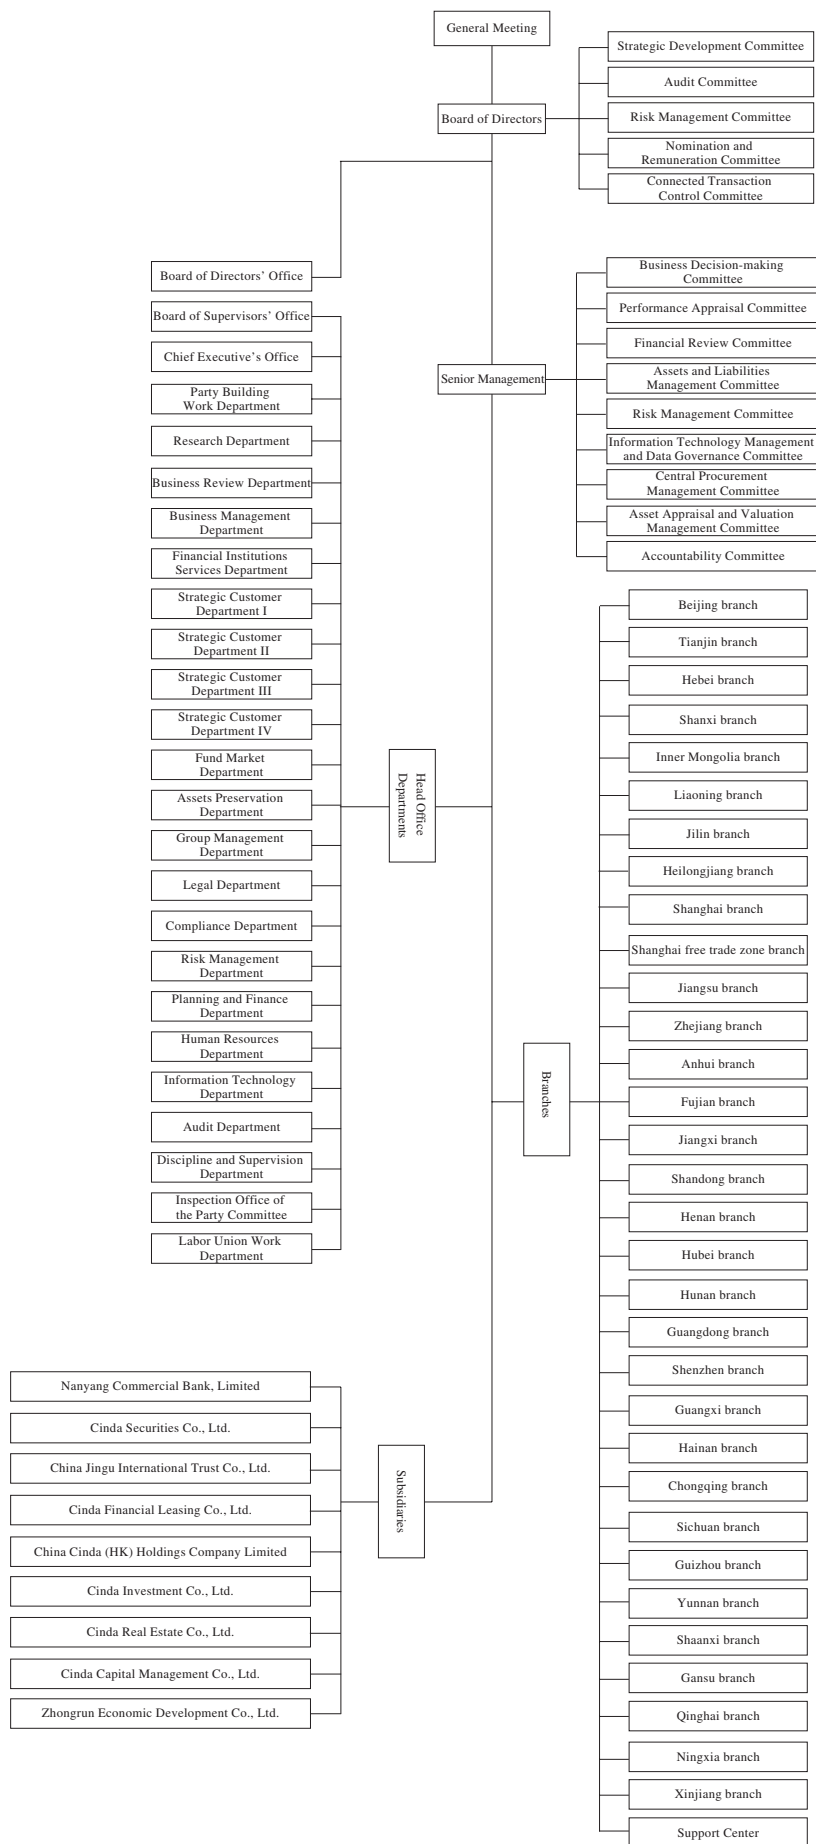 General Meeting
Strategic Development Committee
Audit Committee
Board of Directors
Risk Management Committee
Nomination and
Remuneration Committee
Connected Transaction
Control Committee
Board of Directors' Office
Board of Supervisors' Office
Chief Executive's Office
Party Building
Work Department
Research Department
Business Review Department
Business Management
Department
Financial Institutions
Services Department
Strategic Customer
Department I
Strategic Customer
Department II
Strategic Customer
Department III
Strategic Customer
Department IV
Fund Market
Department
Assets Preservation
Department
Group Management
Department
Legal Department
Compliance Department
Risk Management
Department
Planning and Finance
Department
Human Resources
Department
Information Technology
Department
Audit Department
Discipline and Supervision
Department
Inspection Office of
the Party Committee
Labor Union Work
Department
Head Office
Departments
Senior Management
Business Decision-making
Committee
Performance Appraisal Committee
Financial Review Committee
Assets and Liabilities
Management Committee
Risk Management Committee
Information Technology Management
and Data Governance Committee
Central Procurement
Management Committee
Asset Appraisal and Valuation
Management Committee
Accountability Committee
Branches
Beijing branch
Tianjin branch
Hebei branch
Shanxi branch
Inner Mongolia branch
Liaoning branch
Jilin branch
Heilongjiang branch
Shanghai branch
Shanghai free trade zone branch
Jiangsu branch
Zhejiang branch
Anhui branch
Fujian branch
Jiangxi branch
Shandong branch
Henan branch
Hubei branch
Hunan branch
Guangdong branch
Shenzhen branch
Guangxi branch
Hainan branch
Chongqing branch
Sichuan branch
Guizhou branch
Yunnan branch
Shaanxi branch
Gansu branch
Qinghai branch
Ningxia branch
Xinjiang branch
Support Center
Subsidiaries
Nanyang Commercial Bank, Limited
Cinda Securities Co., Ltd.
China Jingu International Trust Co., Ltd.
Cinda Financial Leasing Co., Ltd.
China Cinda (HK) Holdings Company Limited
Cinda Investment Co., Ltd.
Cinda Real Estate Co., Ltd.
Cinda Capital Management Co., Ltd.
Zhongrun Economic Development Co., Ltd.